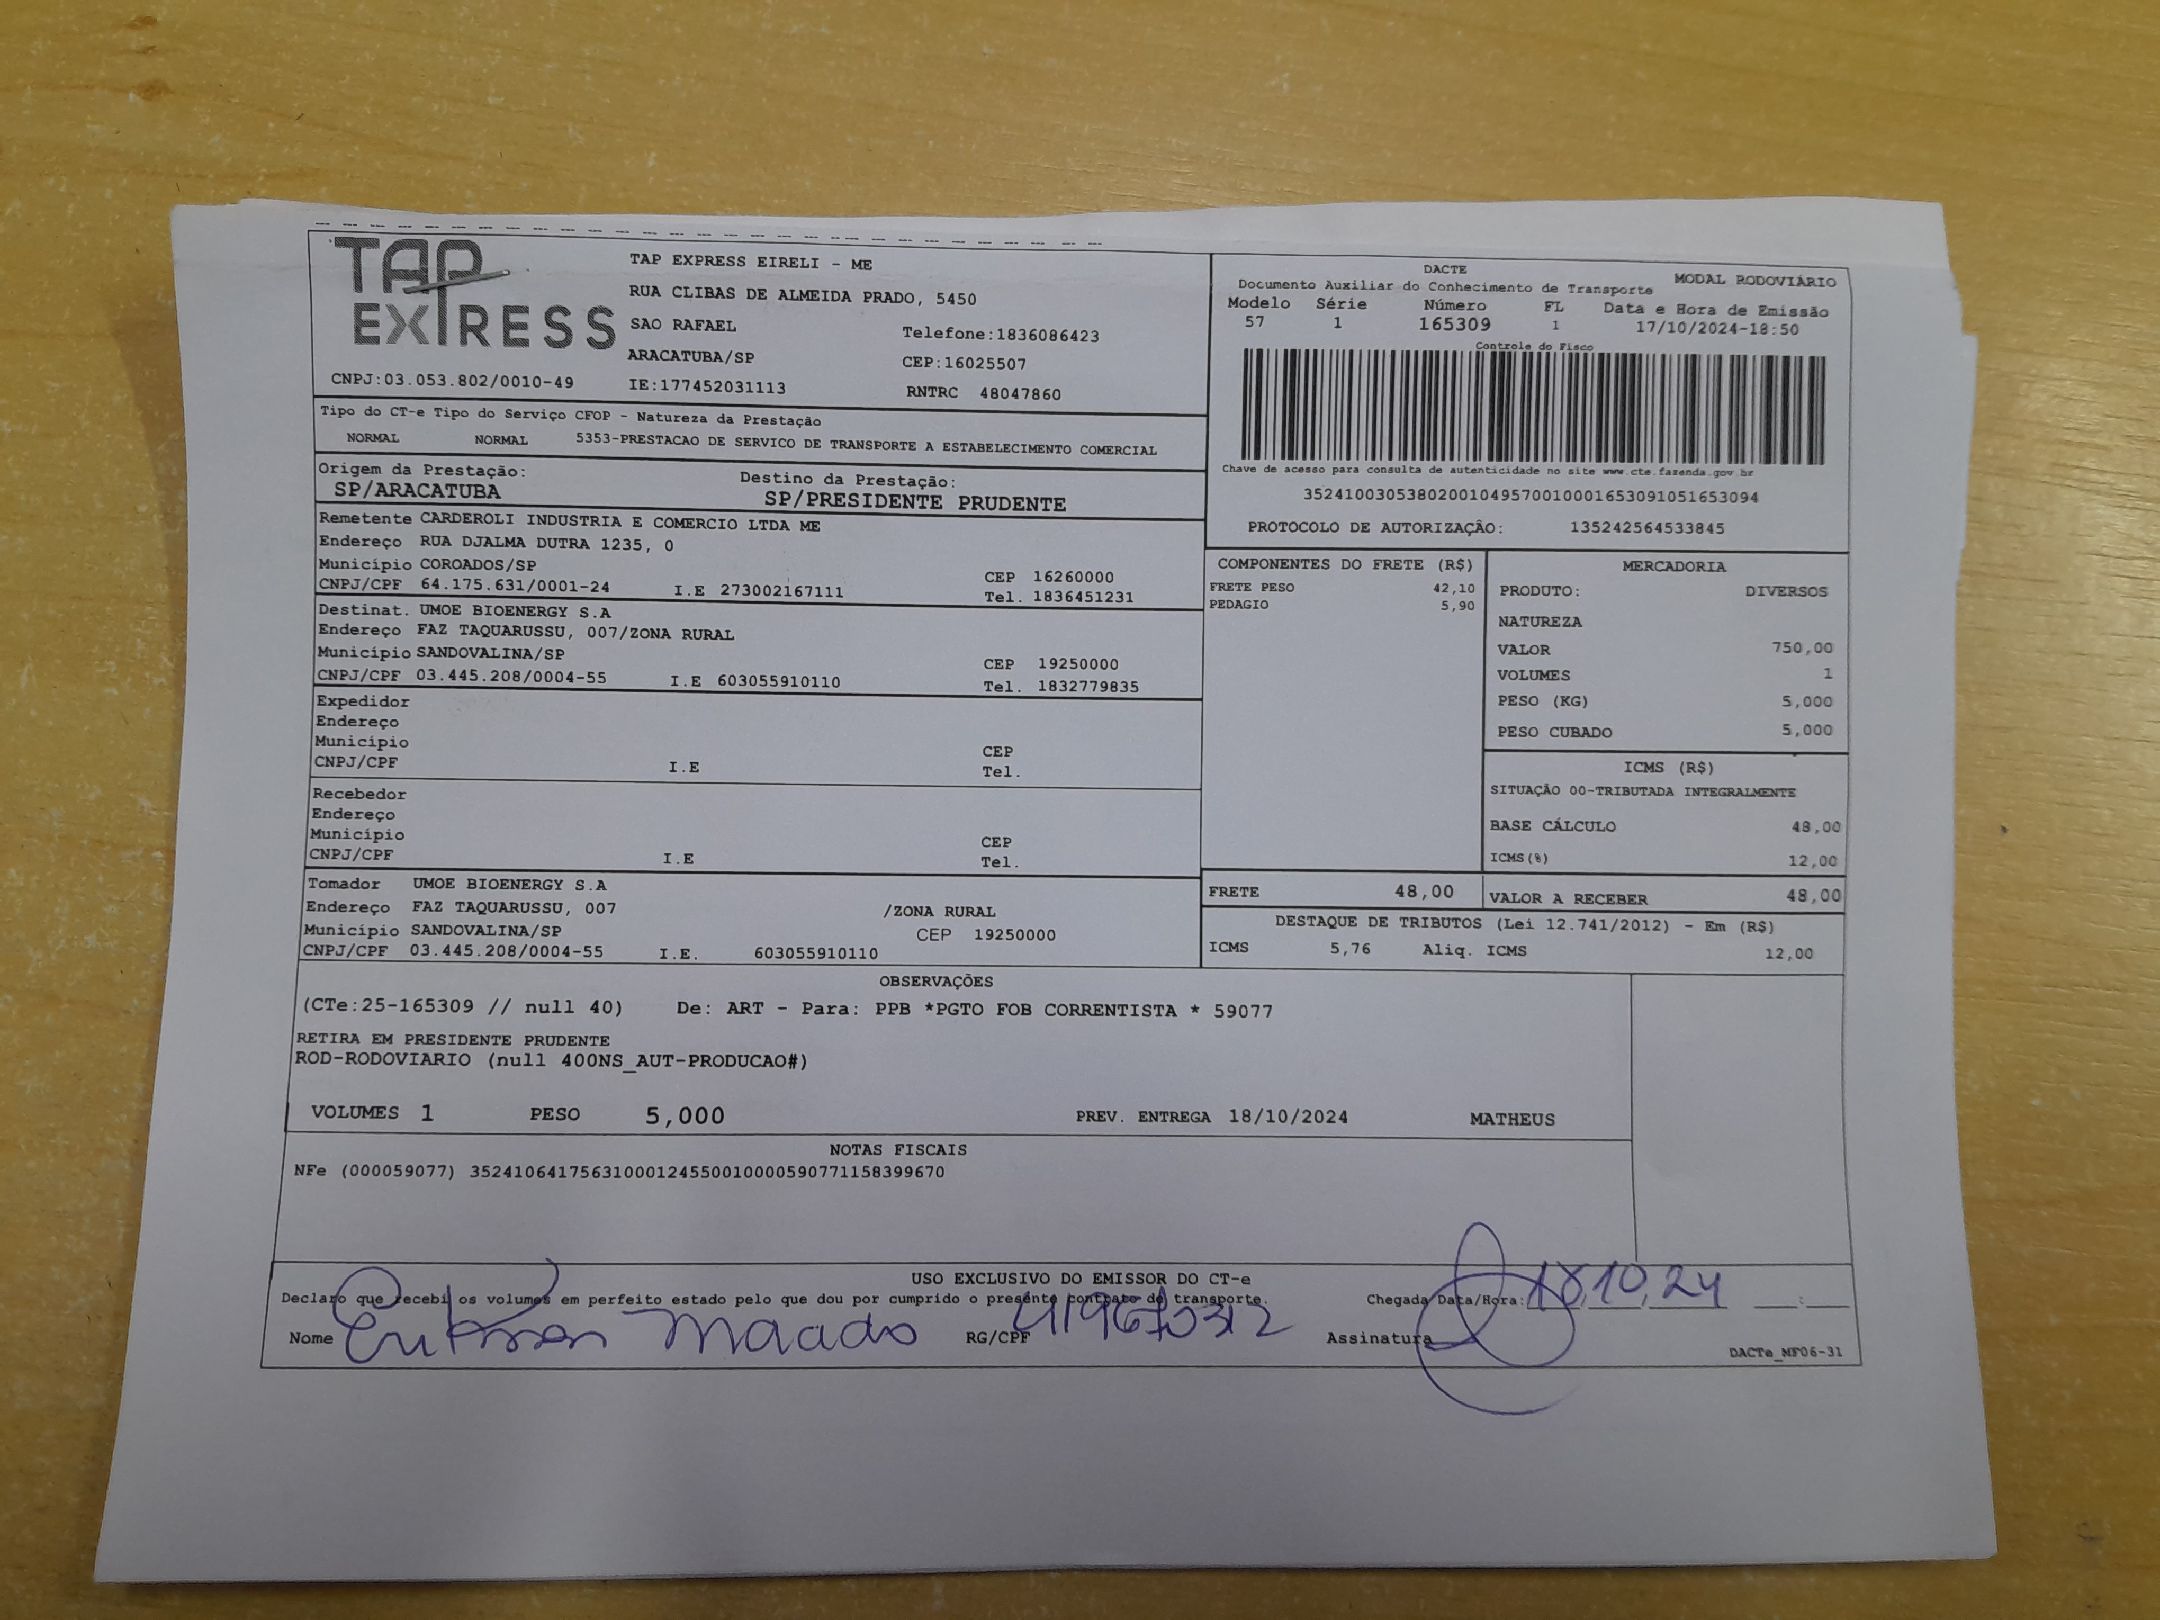 TAP EXPRESS
TAP EXPRESS EIRELI - ME
RUA CLIBAS DE ALMEIDA PRADO, 5450
SAO RAFAEL Telefone:1836086423
ARACATUBA/SP CEP:16025507
CNPJ:03.053.802/0010-49 IE:177452031113 RNTRC 48047860
DACTE MODAL RODOVIÁRIO
Documento Auxiliar do Conhecimento de Transporte
Modelo Série Número FL Data e Hora de Emissão
57 1 165309 1 17/10/2024-18:50
Controle do Fisco
Chave de acesso para consulta de autenticidade no site www.cte.fazenda.gov.br
35241003053802001049570010001653091051653094
PROTOCOLO DE AUTORIZAÇÃO: 135242564533845
Tipo do CT-e Tipo do Serviço CFOP - Natureza da Prestação
NORMAL NORMAL 5353-PRESTACAO DE SERVICO DE TRANSPORTE A ESTABELECIMENTO COMERCIAL
Origem da Prestação: Destino da Prestação:
SP/ARACATUBA SP/PRESIDENTE PRUDENTE
Remetente CARDEROLI INDUSTRIA E COMERCIO LTDA ME
Endereço RUA DJALMA DUTRA 1235, 0
Município COROADOS/SP CEP 16260000
CNPJ/CPF 64.175.631/0001-24 I.E 273002167111 Tel. 1836451231
Destinat. UMOE BIOENERGY S.A
Endereço FAZ TAQUARUSSU, 007/ZONA RURAL
Município SANDOVALINA/SP CEP 19250000
CNPJ/CPF 03.445.208/0004-55 I.E 603055910110 Tel. 1832779835
Expedidor
Endereço
Município CEP
CNPJ/CPF I.E Tel.
Recebedor
Endereço
Município CEP
CNPJ/CPF I.E Tel.
Tomador UMOE BIOENERGY S.A
Endereço FAZ TAQUARUSSU, 007 /ZONA RURAL
Município SANDOVALINA/SP CEP 19250000
CNPJ/CPF 03.445.208/0004-55 I.E. 603055910110
COMPONENTES DO FRETE (R$)
FRETE PESO 42,10
PEDAGIO 5,90
MERCADORIA
PRODUTO: DIVERSOS
NATUREZA
VALOR 750,00
VOLUMES 1
PESO (KG) 5,000
PESO CUBADO 5,000
ICMS (R$)
SITUAÇÃO 00-TRIBUTADA INTEGRALMENTE
BASE CÁLCULO 48,00
ICMS(%) 12,00
FRETE 48,00 VALOR A RECEBER 48,00
DESTAQUE DE TRIBUTOS (Lei 12.741/2012) - Em (R$)
ICMS 5,76 Aliq. ICMS 12,00
OBSERVAÇÕES
(CTe:25-165309 // null 40) De: ART - Para: PPB *PGTO FOB CORRENTISTA * 59077
RETIRA EM PRESIDENTE PRUDENTE
ROD-RODOVIARIO (null 400NS_AUT-PRODUCAO#)
VOLUMES 1 PESO 5,000 PREV. ENTREGA 18/10/2024 MATHEUS
NOTAS FISCAIS
NFe (000059077) 35241064175631000124550010000590771158399670
USO EXCLUSIVO DO EMISSOR DO CT-e
Declaro que recebi os volumes em perfeito estado pelo que dou por cumprido o presente contrato de transporte. Chegada Data/Hora: 18,10,24 __:__
Nome RG/CPF Assinatura
DACTe_MF06-31